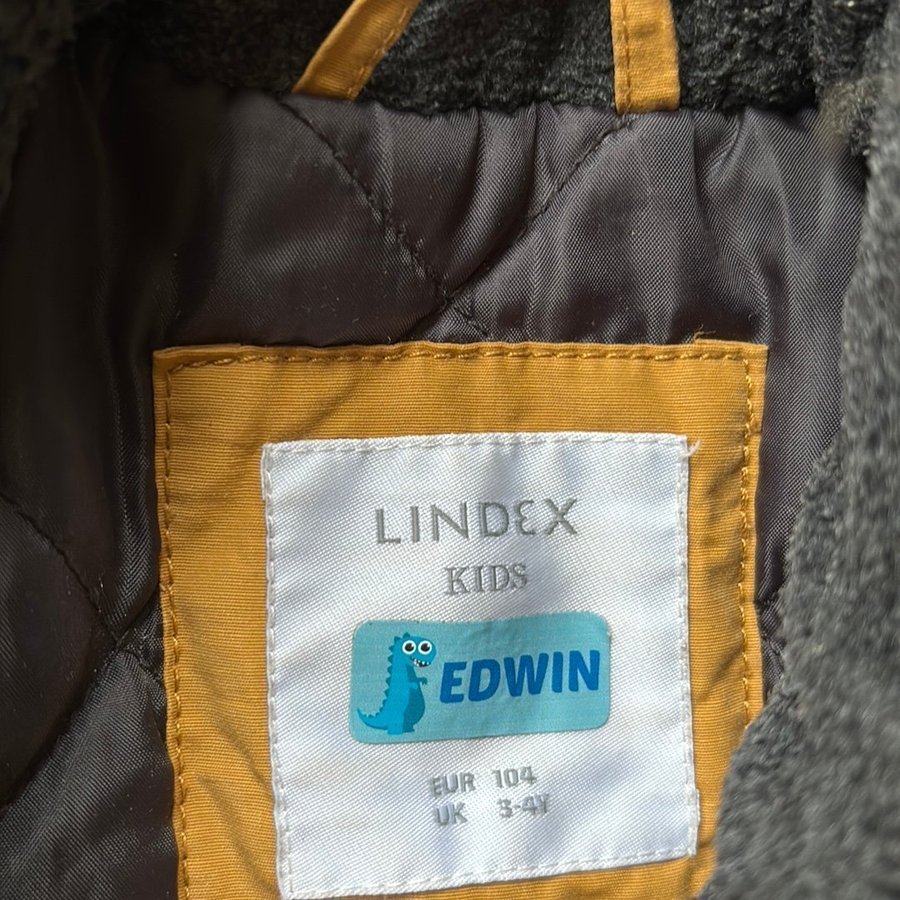 LINDEX
KIDS
EDWIN
EUR 104
UK 3-4Y